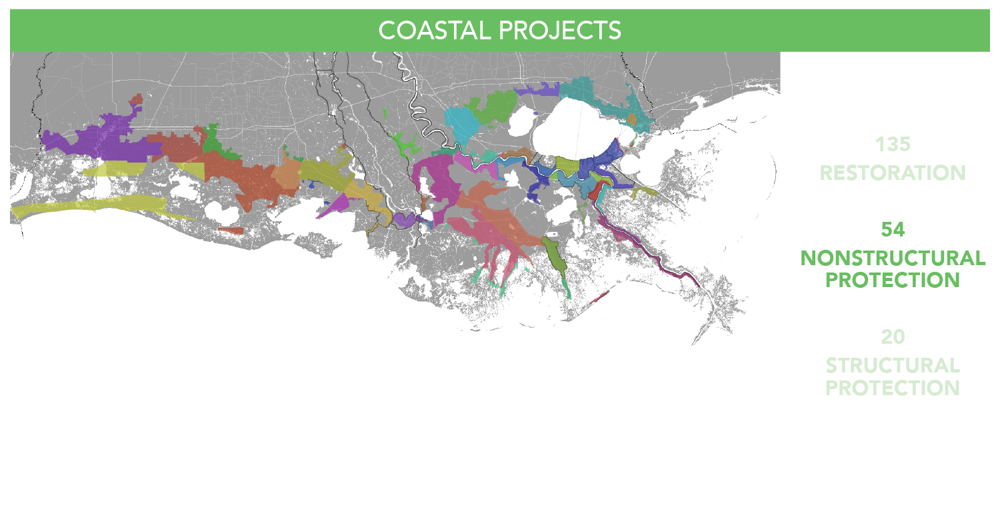 COASTAL PROJECTS
135
RESTORATION
54
NONSTRUCTURAL
PROTECTION
20
STRUCTURAL
PROTECTION